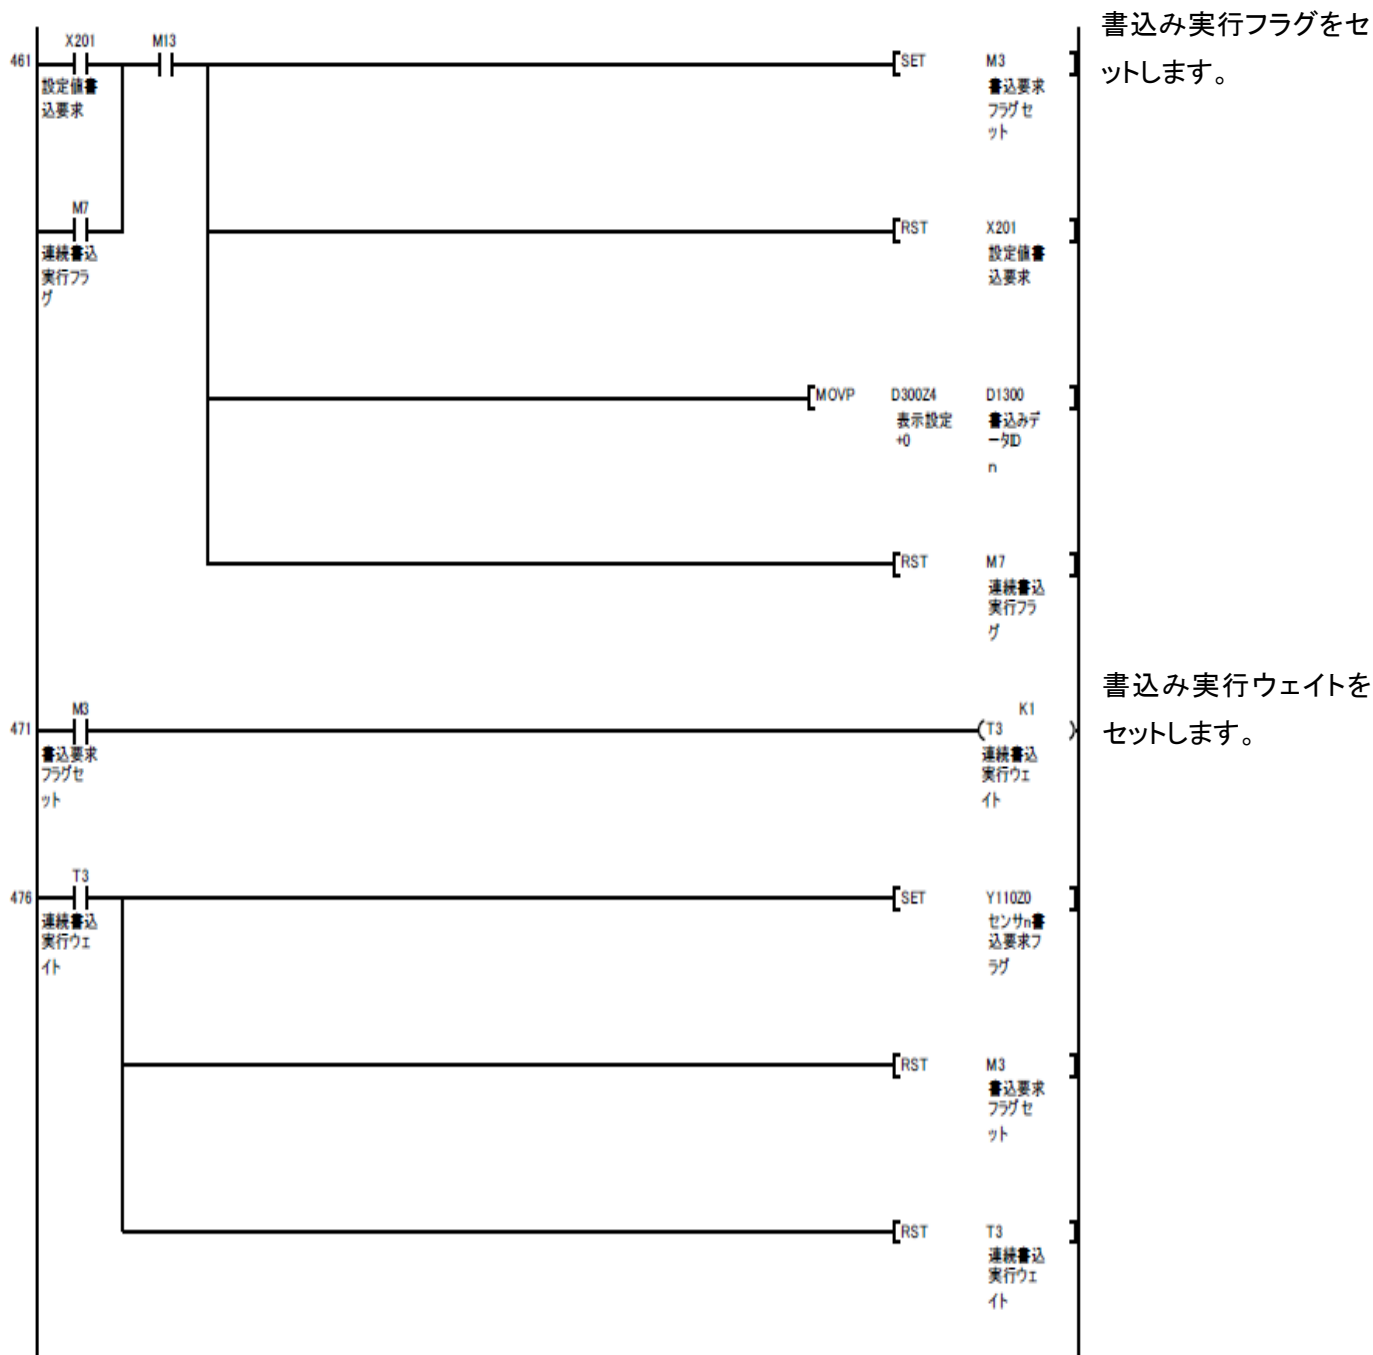 書込み実行フラグをセ
ットします。
X201 M13
461 SET M3
設定値書
込要求
書込要求
フラグセ
ット
M7
連続書込
実行フラ
グ
RST X201
設定値書
込要求
MOVP D300Z4 D1300
表示設定
+0
書込みデ
ータID
n
RST M7
連続書込
実行フラ
グ
書込み実行ウェイトを
セットします。
M3 K1
471 T3
書込要求
フラグセ
ット
連続書込
実行ウェ
イト
T3
476 SET Y110Z0
連続書込
実行ウェ
イト
センサn書
込要求フ
ラグ
RST M3
書込要求
フラグセ
ット
RST T3
連続書込
実行ウェ
イト